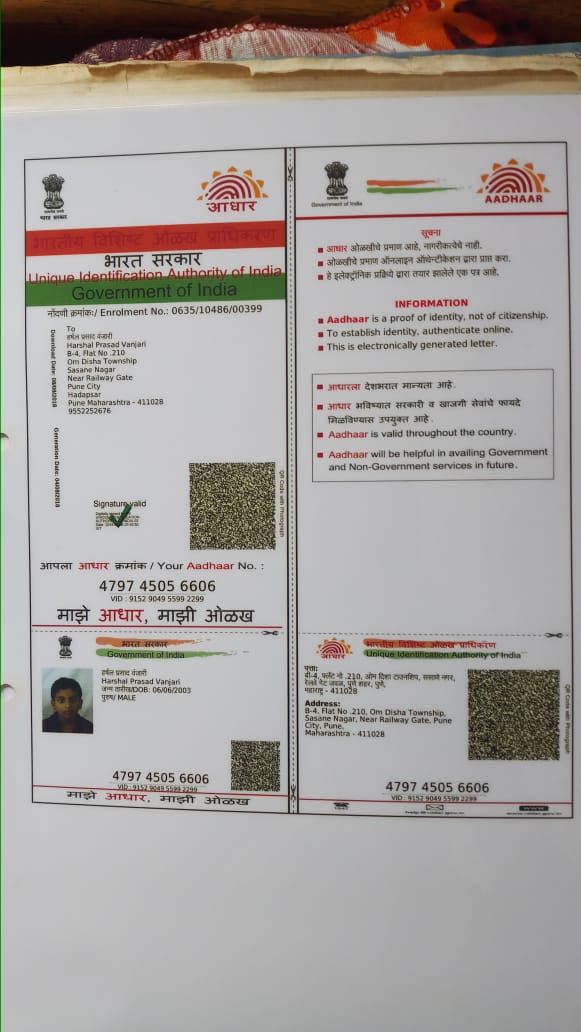 भारत सरकार
आधार
भारतीय विशिष्ट ओळख प्राधिकरण
भारत सरकार
Unique Identification Authority of India
Government of India
नोंदणी क्रमांक:/ Enrolment No.: 0635/10486/00399
Download Date: 08/08/2018
Generation Date: 04/08/2018
To
हर्षल प्रसाद वंजारी
Harshal Prasad Vanjari
B-4, Flat No .210
Om Disha Township
Sasane Nagar
Near Railway Gate
Pune City
Hadapsar
Pune Maharashtra - 411028
9552252676
Signature valid
QR Code with Photograph
आपला आधार क्रमांक / Your Aadhaar No. :
4797 4505 6606
VID : 9152 9049 5599 2299
माझे आधार, माझी ओळख
भारत सरकार
Government of India
हर्षल प्रसाद वंजारी
Harshal Prasad Vanjari
जन्म तारीख/DOB: 06/06/2003
पुरुष/ MALE
4797 4505 6606
VID : 9152 9049 5599 2299
माझे आधार, माझी ओळख
Government of India
AADHAAR
सूचना
आधार ओळखीचे प्रमाण आहे, नागरीकत्वाचे नाही.
ओळखीचे प्रमाण ऑनलाइन ऑथेन्टीकेशन द्वारा प्राप्त करा.
हे इलेक्ट्रॉनिक प्रक्रिये द्वारा तयार झालेले एक पत्र आहे.
INFORMATION
Aadhaar is a proof of identity, not of citizenship.
To establish identity, authenticate online.
This is electronically generated letter.
आधारला देशभरात मान्यता आहे.
आधार भविष्यात सरकारी व खाजगी सेवांचे फायदे
मिळविण्यास उपयुक्त आहे .
Aadhaar is valid throughout the country.
Aadhaar will be helpful in availing Government
and Non-Government services in future.
आधार
भारतीय विशिष्ट ओळख प्राधिकरण
Unique Identification Authority of India
पत्ता:
बी-4, फ्लॅट नो .210, ओम दिशा टाउनशिप, ससाणे नगर,
रेलवे गेट जवळ, पुणे शहर, पुणे,
महाराष्ट्र - 411028
Address:
B-4, Flat No .210, Om Disha Township,
Sasane Nagar, Near Railway Gate, Pune
City, Pune,
Maharashtra - 411028
QR Code with Photograph
4797 4505 6606
VID : 9152 9049 5599 2299
1947
www